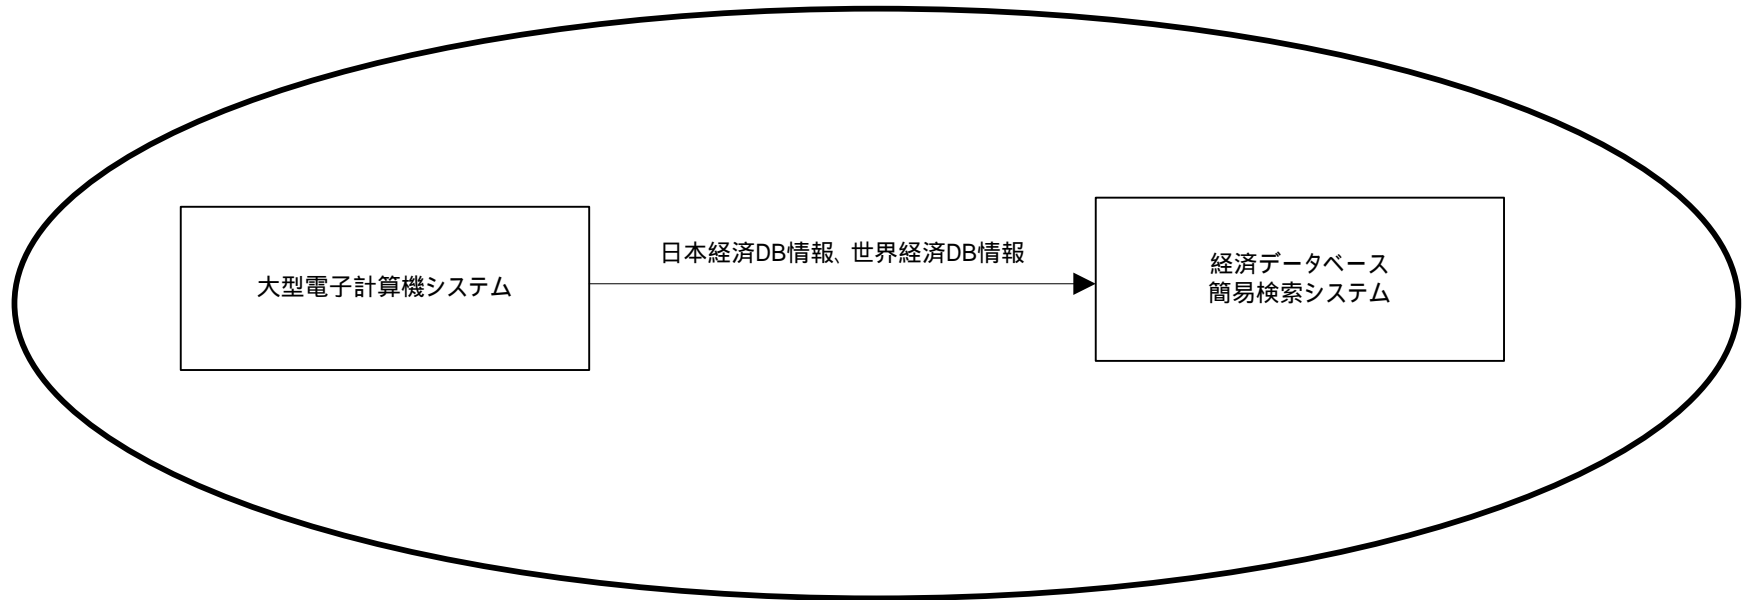 日本経済DB情報、世界経済DB情報
大型電子計算機システム
経済データベース
簡易検索システム